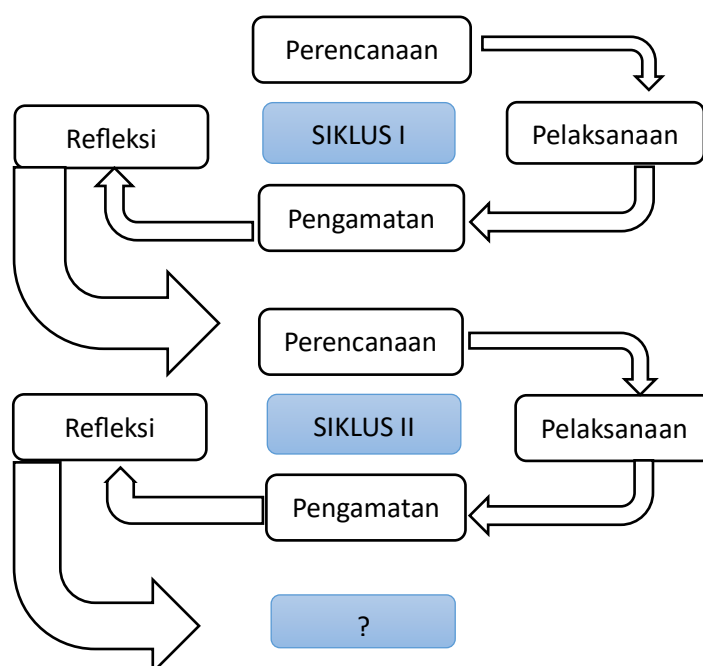 Perencanaan
Refleksi
SIKLUS I
Pelaksanaan
Pengamatan
Perencanaan
Refleksi
SIKLUS II
Pelaksanaan
Pengamatan
?